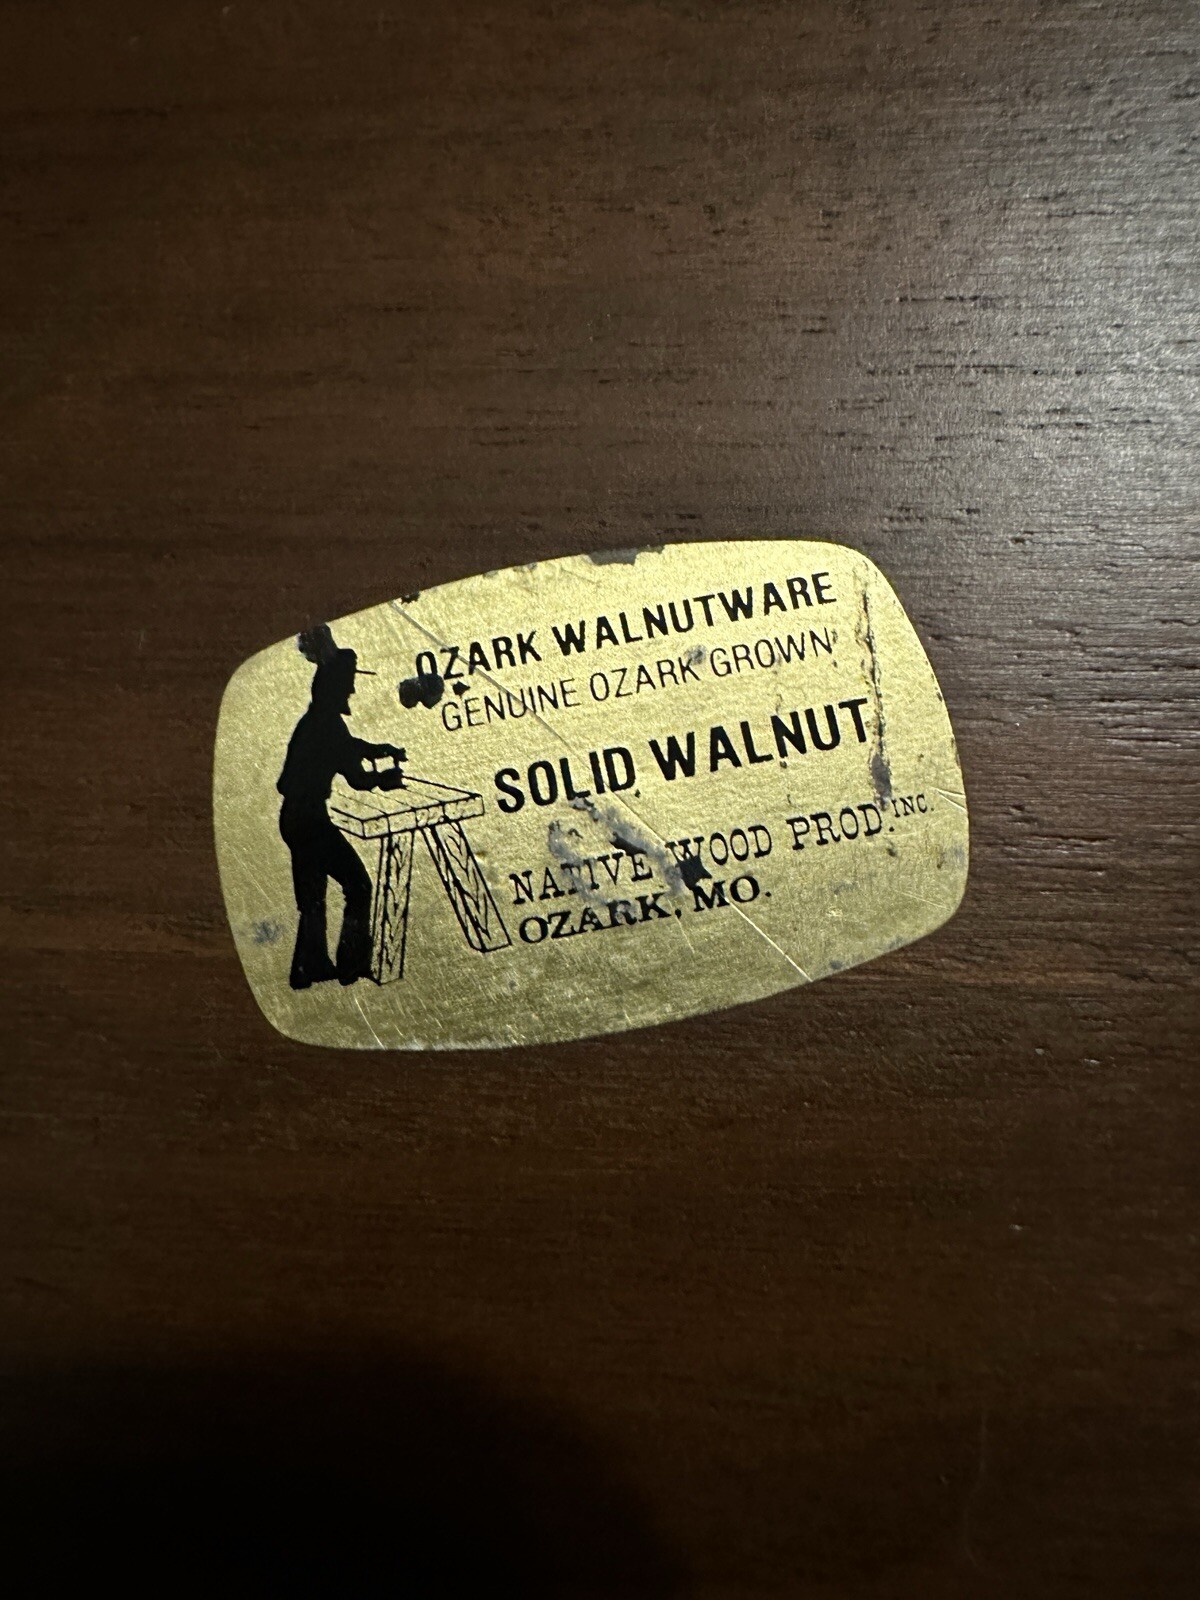 OZARK WALNUTWARE
GENUINE OZARK GROWN
SOLID WALNUT
NATIVE WOOD PROD. INC.
OZARK, MO.